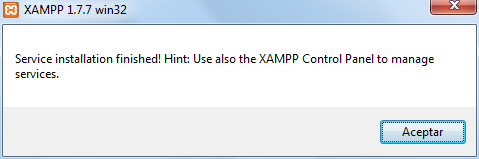 XAMPP 1.7.7 win32
Service installation finished! Hint: Use also the XAMPP Control Panel to manage
services.
Aceptar